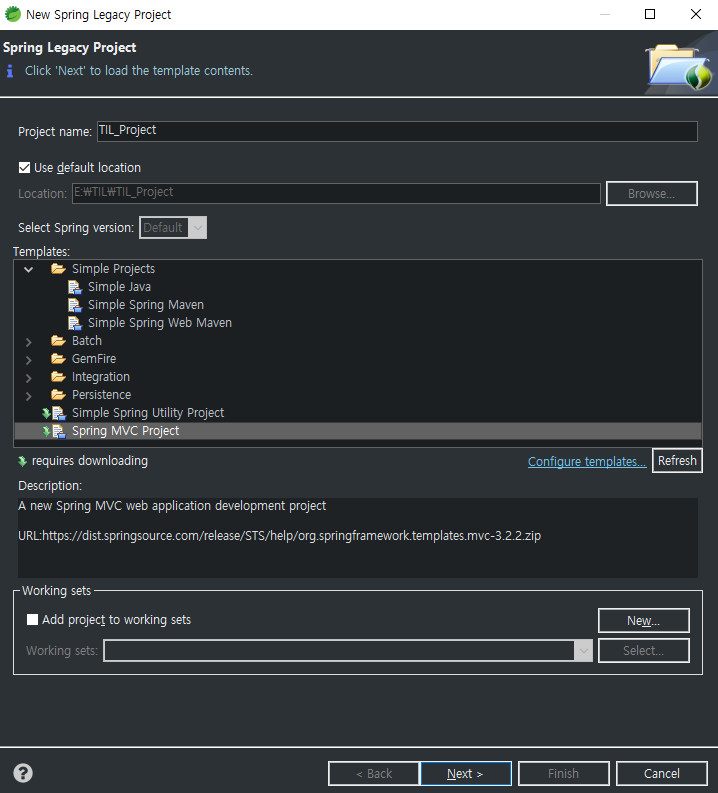 New Spring Legacy Project
Spring Legacy Project
Click 'Next' to load the template contents.
Project name: TIL_Project
Use default location
Location: E:₩TIL₩TIL_Project Browse...
Select Spring version: Default
Templates:
Simple Projects
Simple Java
Simple Spring Maven
Simple Spring Web Maven
Batch
GemFire
Integration
Persistence
Simple Spring Utility Project
Spring MVC Project
requires downloading Configure templates... Refresh
Description:
A new Spring MVC web application development project
URL:https://dist.springsource.com/release/STS/help/org.springframework.templates.mvc-3.2.2.zip
Working sets
Add project to working sets New...
Working sets: Select...
? < Back Next > Finish Cancel